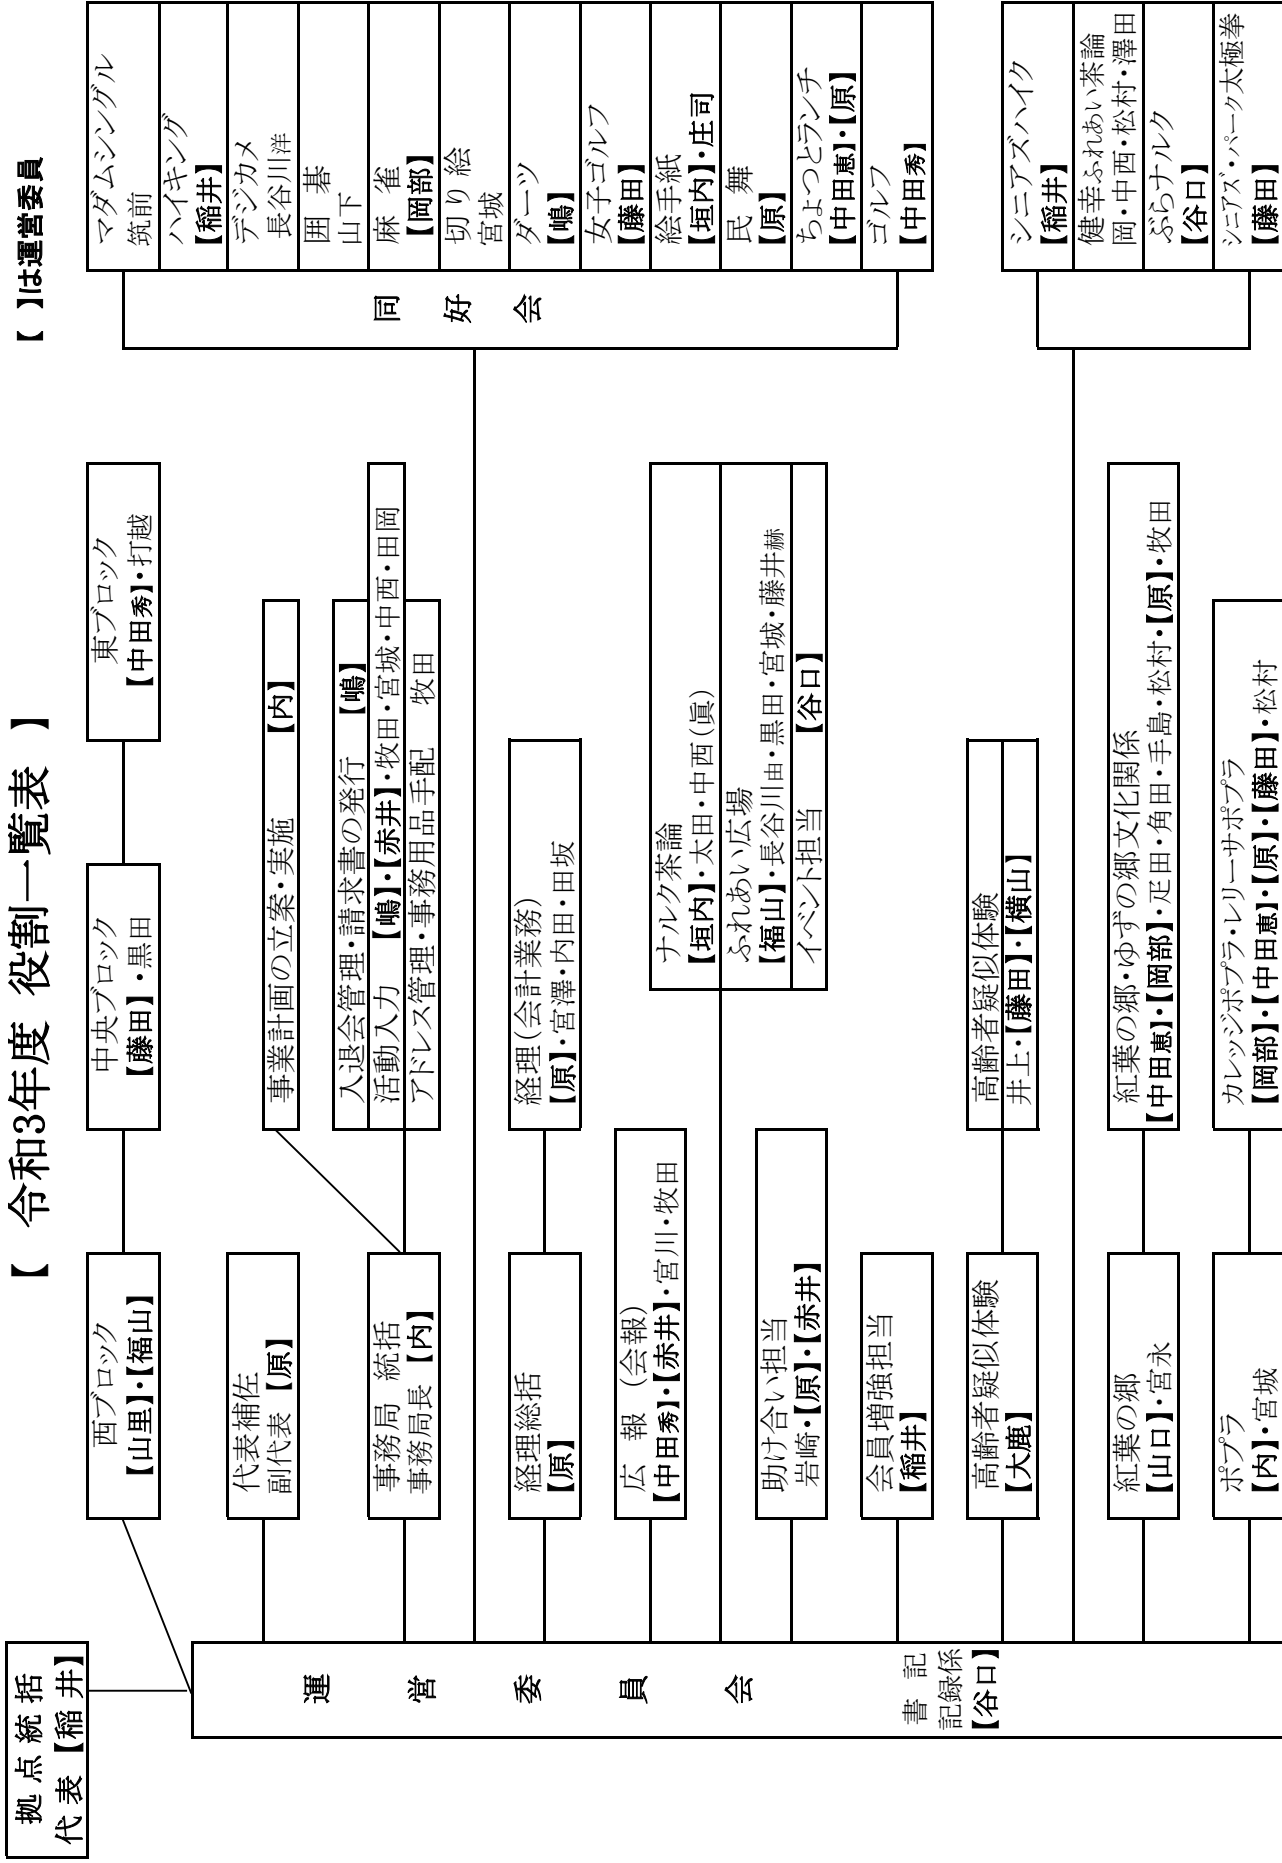 【　令和3年度 役割一覧表　】
【　】は運営委員
拠 点 統 括
代 表 【稲 井】
西ブロック
【山里】・【福山】
中央ブロック
【藤田】・黒田
東ブロック
【中田秀】・打越
運　営　委　員　会
書　記
記録係
【谷口】
代表補佐
副代表 【原】
事務局　統括
事務局長 【内】
事業計画の立案・実施　【内】
入退会管理・請求書の発行　【嶋】
活動入力　【嶋】・【赤井】・牧田・宮城・中西・田岡
アドレス管理・事務用品手配　牧田
経理総括
【原】
経理（会計業務）
【原】・宮澤・内田・田坂
広　報　（会報）
【中田秀】・【赤井】・宮川・牧田
ナルク茶論
【垣内】・太田・中西（眞）
ふれあい広場
【福山】・長谷川由・黒田・宮城・藤井赫
イベント担当　【谷口】
助け合い担当
岩崎・【原】・【赤井】
会員増強担当
【稲井】
高齢者疑似体験
【大鹿】
高齢者疑似体験
井上・【藤田】・【横山】
紅葉の郷
【山口】・宮永
紅葉の郷・ゆずの郷文化関係
【中田恵】・【岡部】・疋田・角田・手島・松村・【原】・牧田
ポプラ
【内】・宮城
カレッジポプラ・レリーサポプラ
【岡部】・【中田恵】・【原】・【藤田】・松村
同　好　会
マダムシングル
筑前
ハイキング
【稲井】
デジカメ
長谷川洋
囲　碁
山下
麻　雀
【岡部】
切り絵
宮城
ダーツ
【嶋】
女子ゴルフ
【藤田】
絵手紙
【垣内】・庄司
民　舞
【原】
ちょっとランチ
【中田恵】・【原】
ゴルフ
【中田秀】
シニアズハイク
【稲井】
健幸ふれあい茶論
岡・中西・松村・澤田
ぶらナルク
【谷口】
シニアズ・パーク太極拳
【藤田】